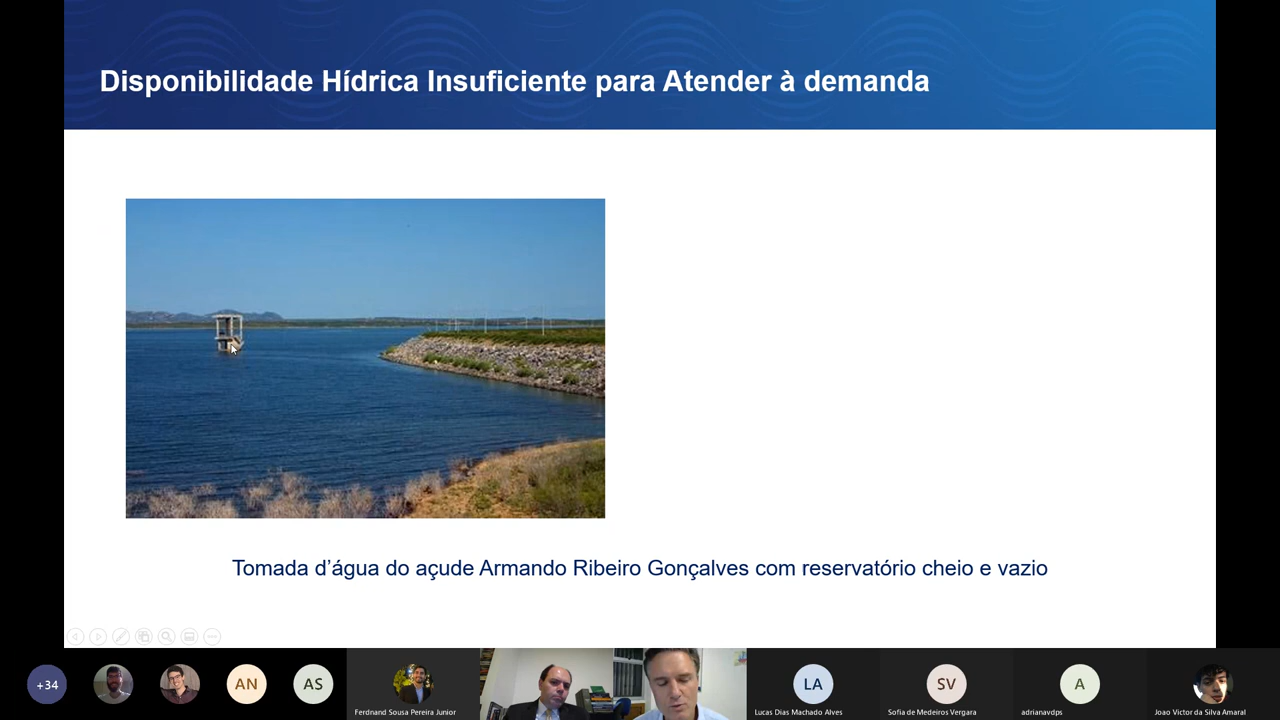 Disponibilidade Hídrica Insuficiente para Atender à demanda
Tomada d’água do açude Armando Ribeiro Gonçalves com reservatório cheio e vazio
+34
AN
AS
Ferdnand Sousa Pereira Junior
LA
Lucas Dias Machado Alves
SV
Sofia de Medeiros Vergara
A
adrianavdps
Joao Victor da Silva Amaral